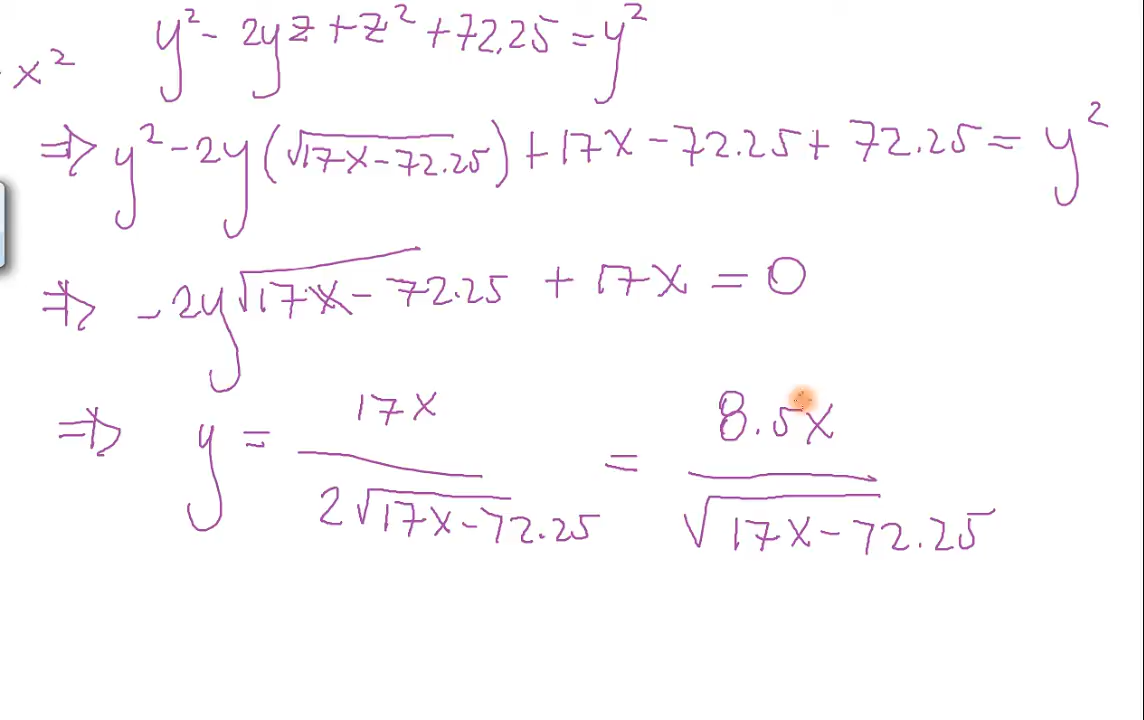 y² - 2yz + z² + 72.25 = y²
x²
⇒ y² - 2y(√17x-72.25) + 17x - 72.25 + 72.25 = y²
⇒ -2y√17x-72.25 + 17x = 0
⇒ y = 17x / 2√17x-72.25 = 8.5x / √17x-72.25